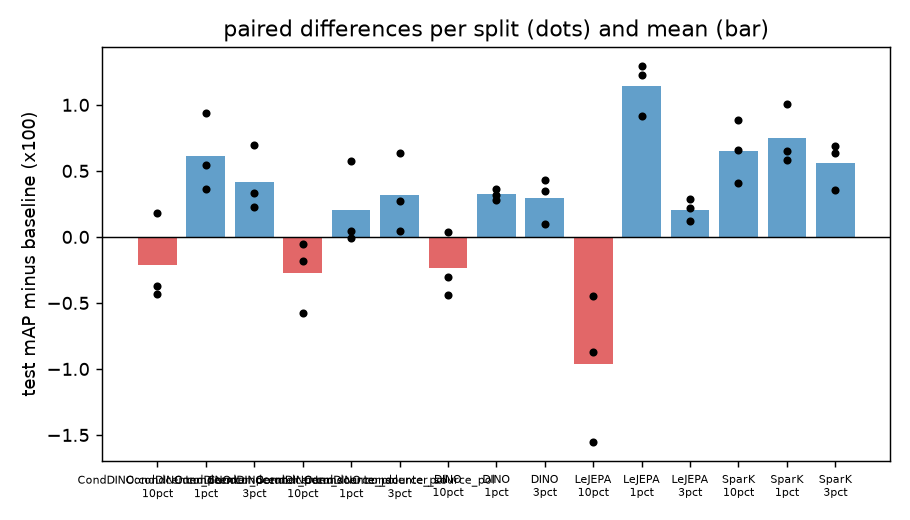 paired differences per split (dots) and mean (bar)
test mAP minus baseline (x100)
1.0
0.5
0.0
−0.5
−1.0
−1.5
DINO DINO LeJEPA LeJEPA LeJEPA SparK SparK SparK
10pct 1pct 3pct 10pct 1pct 3pct 10pct 1pct 3pct 10pct 1pct 3pct 10pct 1pct 3pct